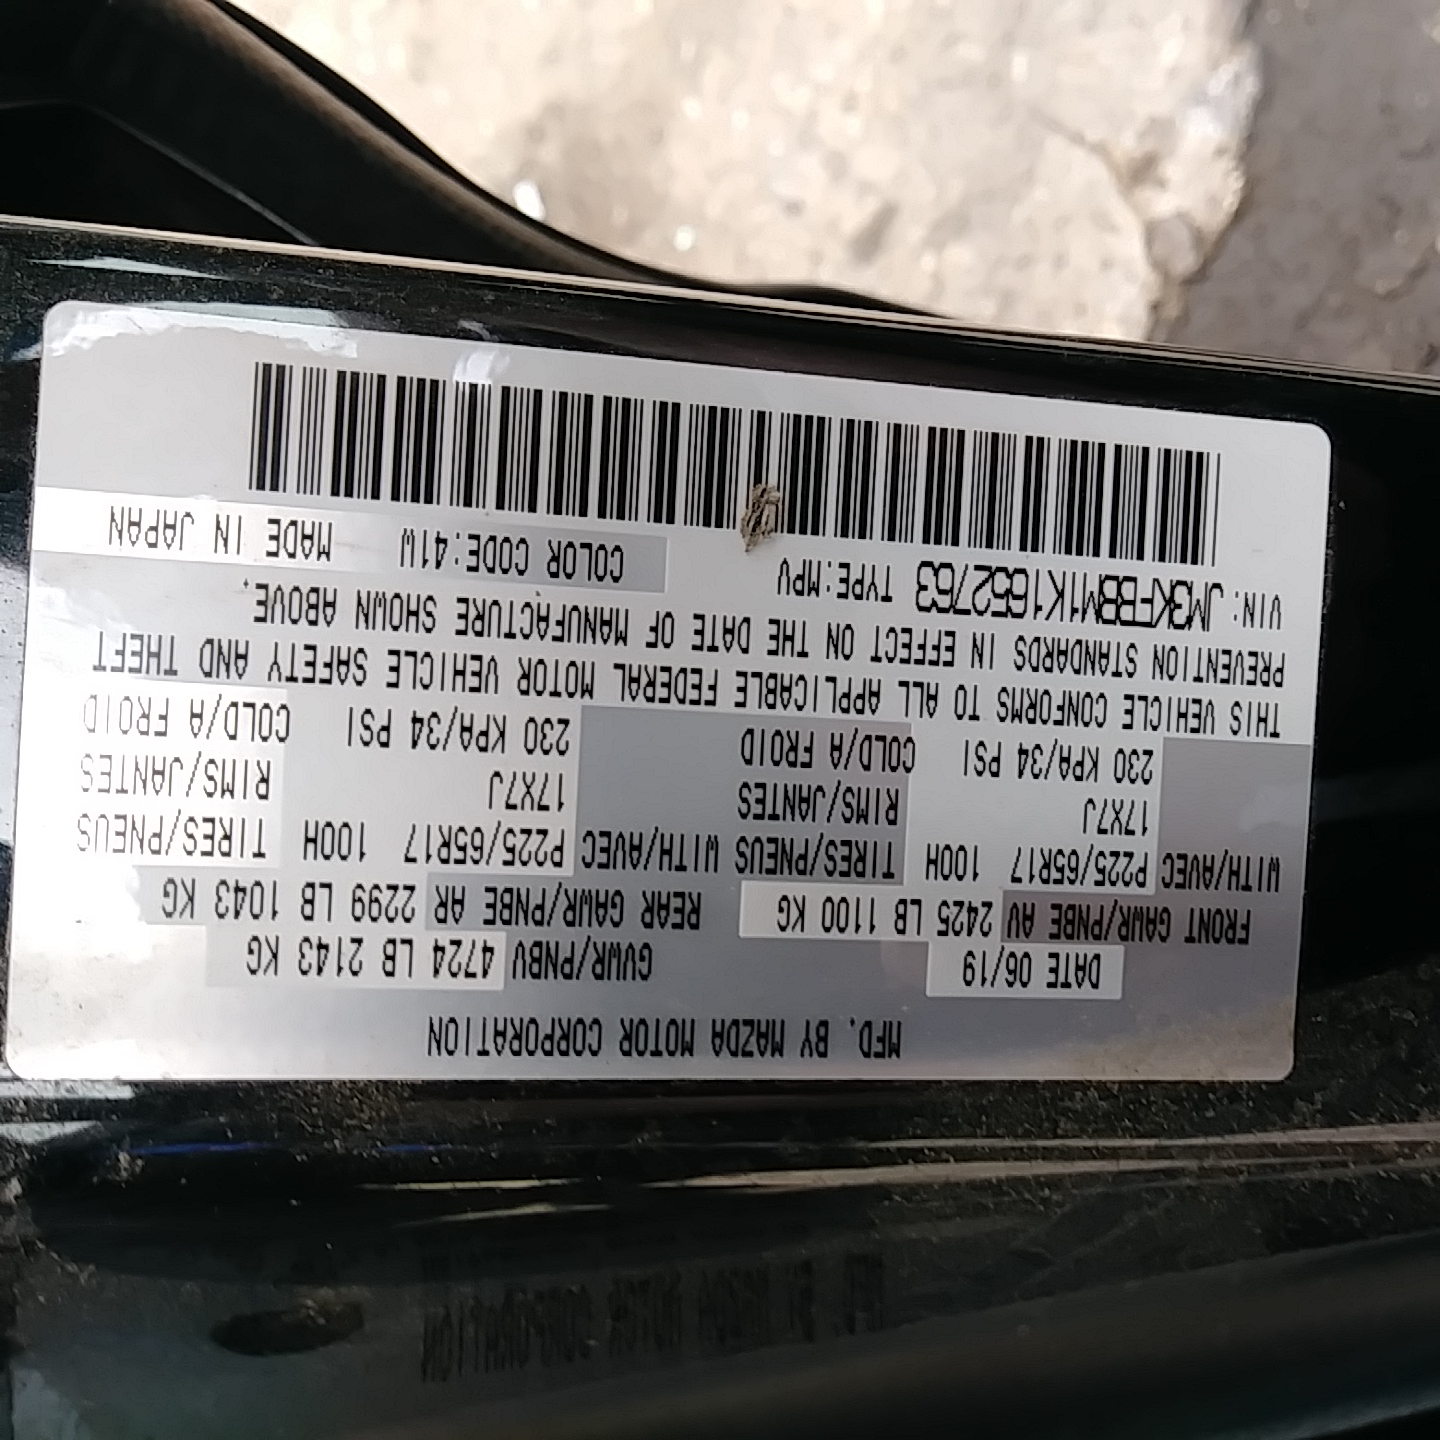 MFD. BY MAZDA MOTOR CORPORATION
DATE 06/19 GVWR/PNBV 4724 LB 2143 KG
FRONT GAWR/PNBE AV 2425 LB 1100 KG REAR GAWR/PNBE AR 2299 LB 1043 KG
WITH/AVEC P225/65R17 100H TIRES/PNEUS WITH/AVEC P225/65R17 100H TIRES/PNEUS
17X7J RIMS/JANTES 17X7J RIMS/JANTES
230 KPA/34 PSI COLD/A FROID 230 KPA/34 PSI COLD/A FROID
THIS VEHICLE CONFORMS TO ALL APPLICABLE FEDERAL MOTOR VEHICLE SAFETY AND THEFT
PREVENTION STANDARDS IN EFFECT ON THE DATE OF MANUFACTURE SHOWN ABOVE.
VIN: JM3KFBBM1K1652763 TYPE:MPV COLOR CODE:41W MADE IN JAPAN